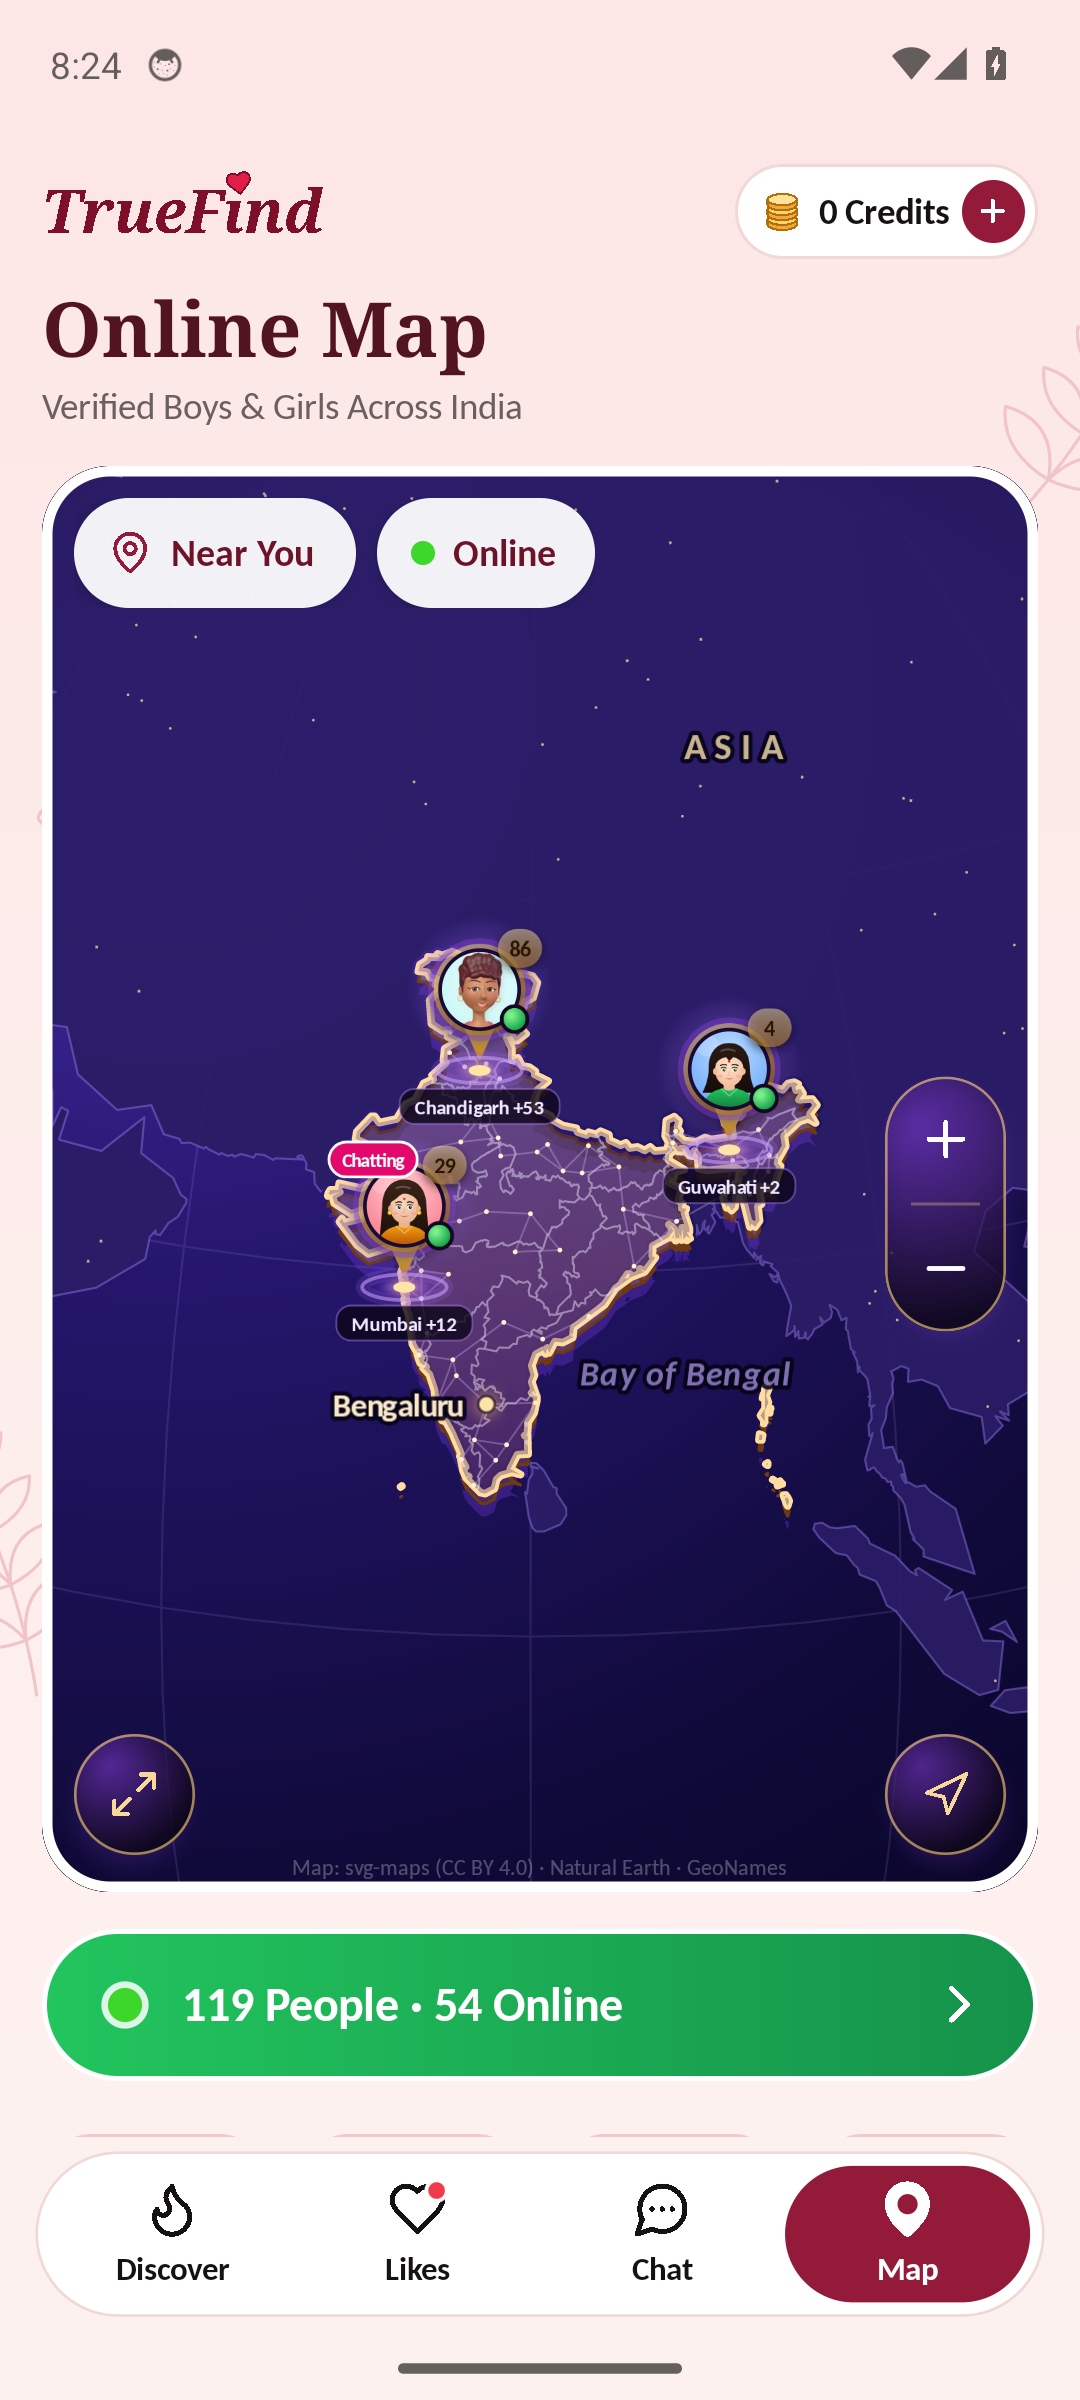 8:24
TrueFind
0 Credits
Online Map
Verified Boys & Girls Across India
Near You
Online
ASIA
86
4
Chandigarh +53
Chatting
29
Guwahati +2
Mumbai +12
Bay of Bengal
Bengaluru
Map: svg-maps (CC BY 4.0) · Natural Earth · GeoNames
119 People · 54 Online
Discover
Likes
Chat
Map